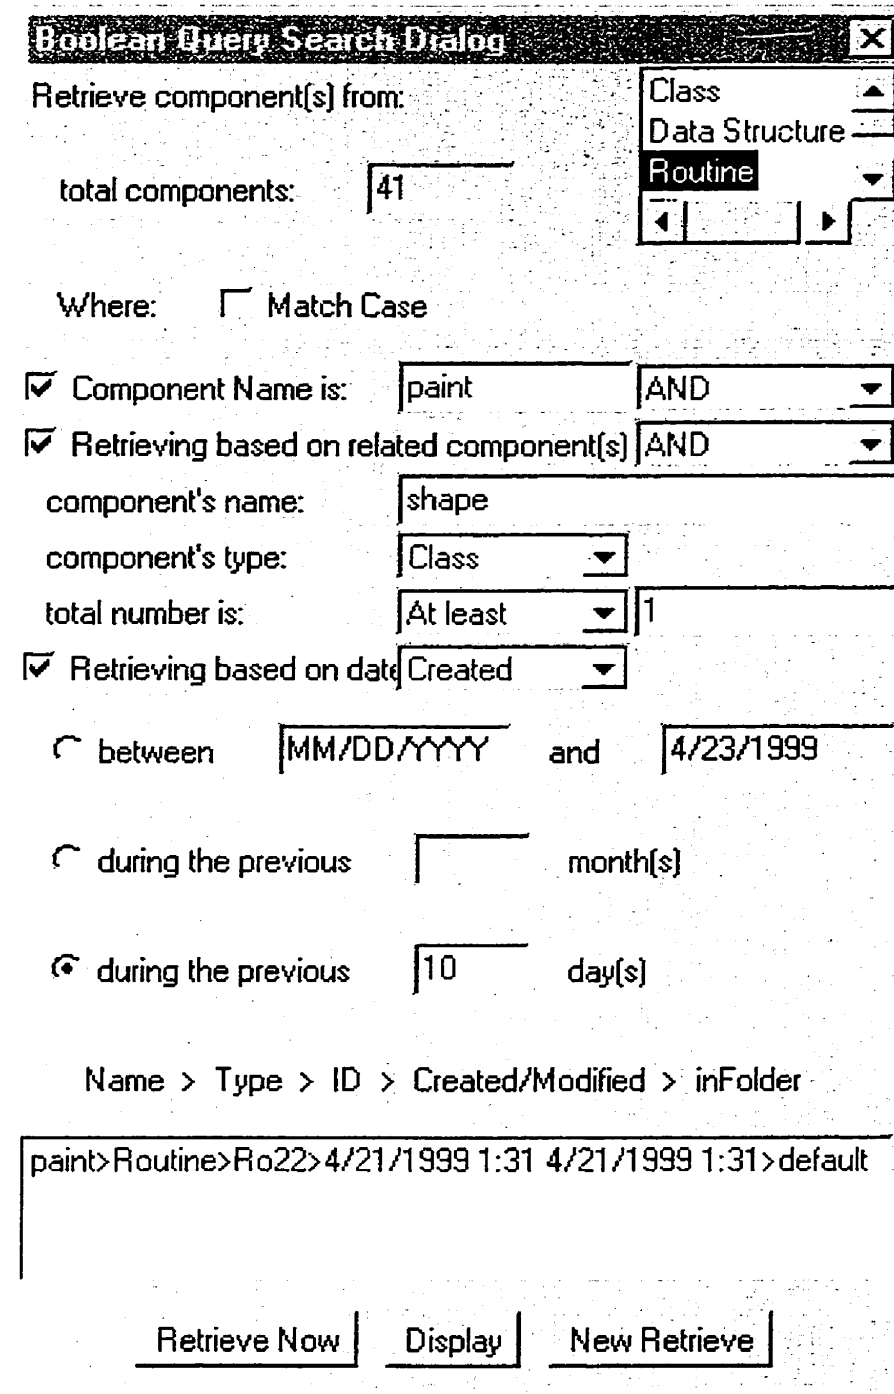 Boolean Query Search Dialog
Retrieve component(s) from:
Class
Data Structure
Routine
total components: 41
Where: Match Case
Component Name is: paint AND
Retrieving based on related component(s) AND
component's name: shape
component's type: Class
total number is: At least 1
Retrieving based on date Created
between MM/DD/YYYY and 4/23/1999
during the previous month(s)
during the previous 10 day(s)
Name > Type > ID > Created/Modified > inFolder
paint>Routine>Ro22>4/21/1999 1:31 4/21/1999 1:31>default
Retrieve Now Display New Retrieve